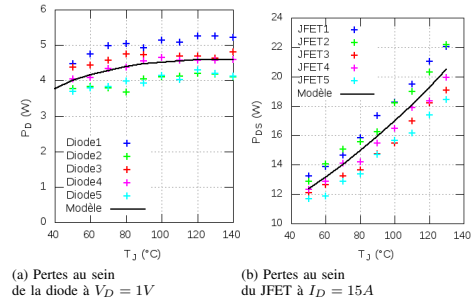 7
6
5
4
3
2
1
0
P_D (W)
Diode1
Diode2
Diode3
Diode4
Diode5
Modèle
40 60 80 100 120 140
T_J (°C)
24
22
20
18
16
14
12
10
P_DS (W)
JFET1
JFET2
JFET3
JFET4
JFET5
Modèle
40 60 80 100 120 140
T_J (°C)
(a) Pertes au sein
de la diode à V_D = 1V
(b) Pertes au sein
du JFET à I_D = 15A